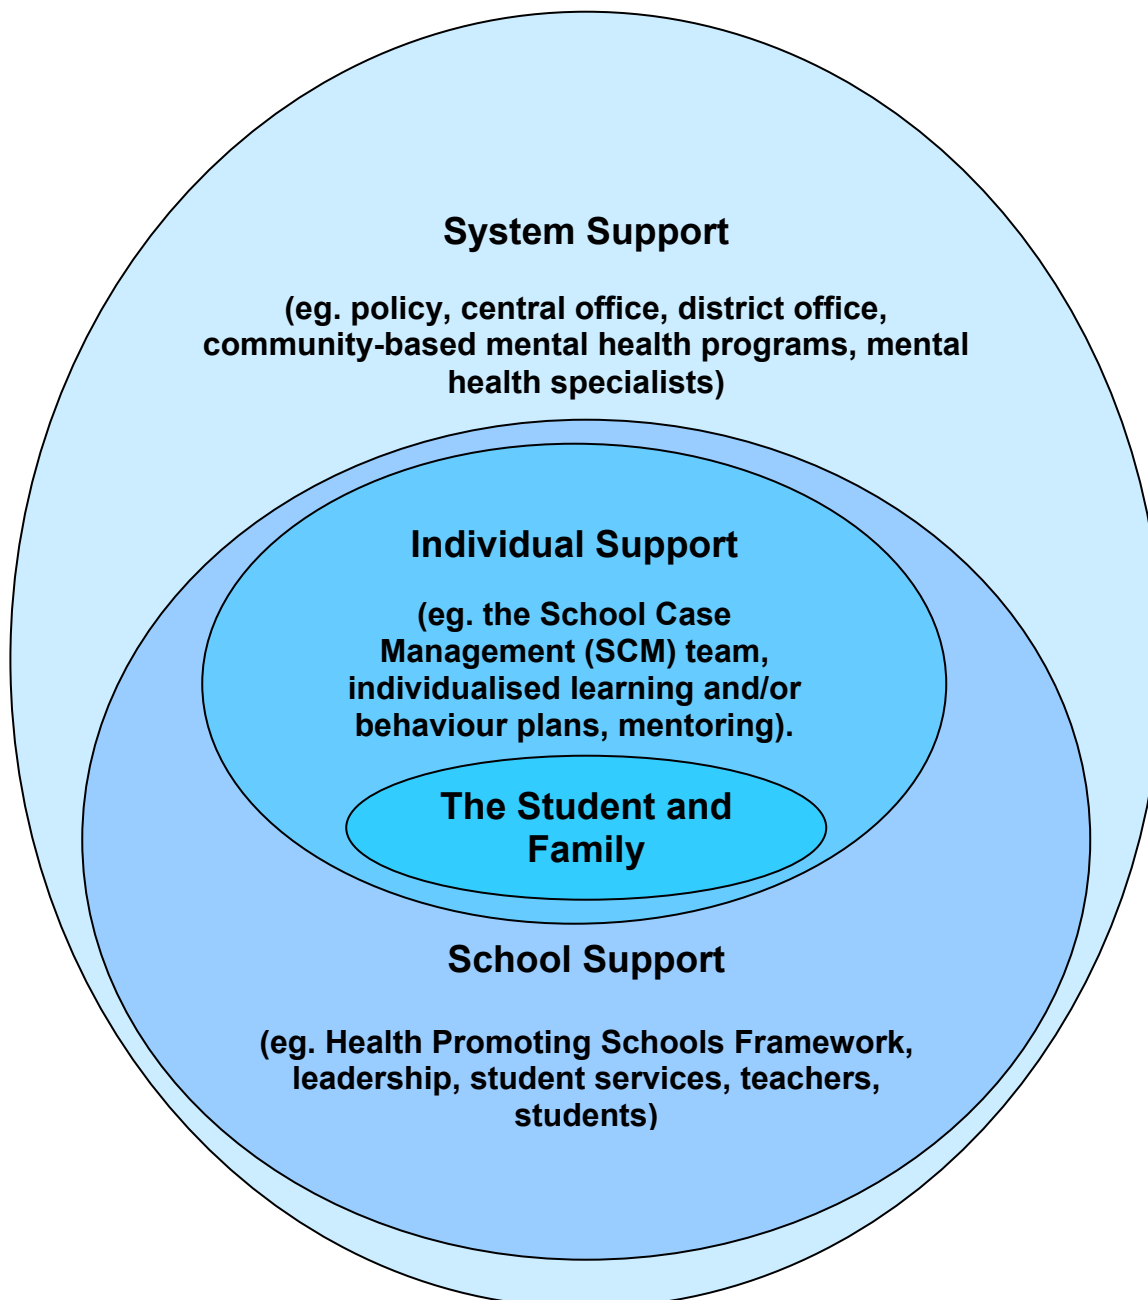 System Support
(eg. policy, central office, district office,
community-based mental health programs, mental
health specialists)
Individual Support
(eg. the School Case
Management (SCM) team,
individualised learning and/or
behaviour plans, mentoring).
The Student and
Family
School Support
(eg. Health Promoting Schools Framework,
leadership, student services, teachers,
students)